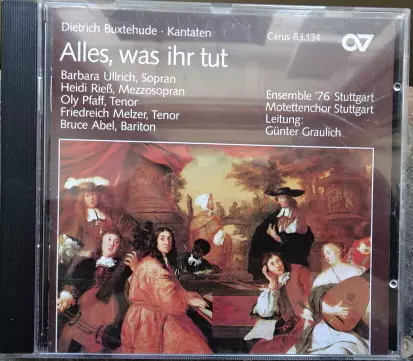 Dietrich Buxtehude · Kantaten
Carus 83.134
Alles, was ihr tut
Barbara Ullrich, Sopran
Heidi Rieß, Mezzosopran
Oly Pfaff, Tenor
Friedreich Melzer, Tenor
Bruce Abel, Bariton
Ensemble '76 Stuttgart
Motettenchor Stuttgart
Leitung:
Günter Graulich